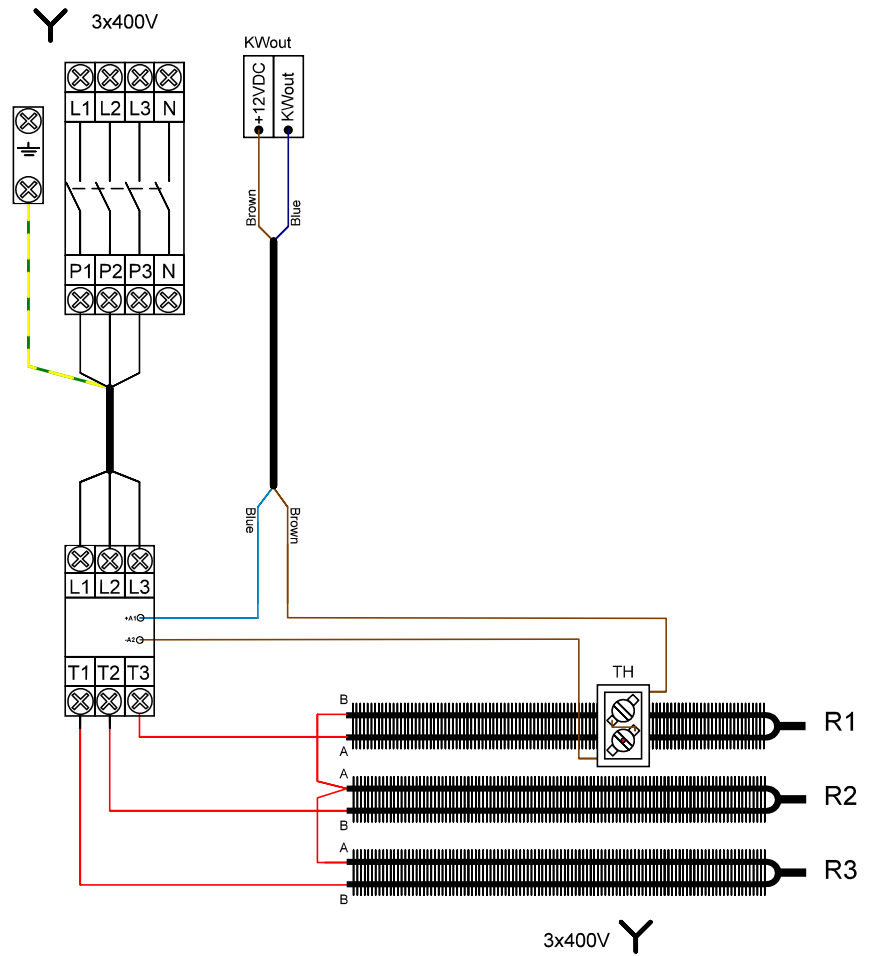 3x400V
KWout
+12VDC
KWout
L1 L2 L3 N
Brown
Blue
P1 P2 P3 N
Blue
Brown
L1 L2 L3
+A1
-A2
T1 T2 T3
TH
B
R1
A
A
R2
B
A
R3
B
3x400V